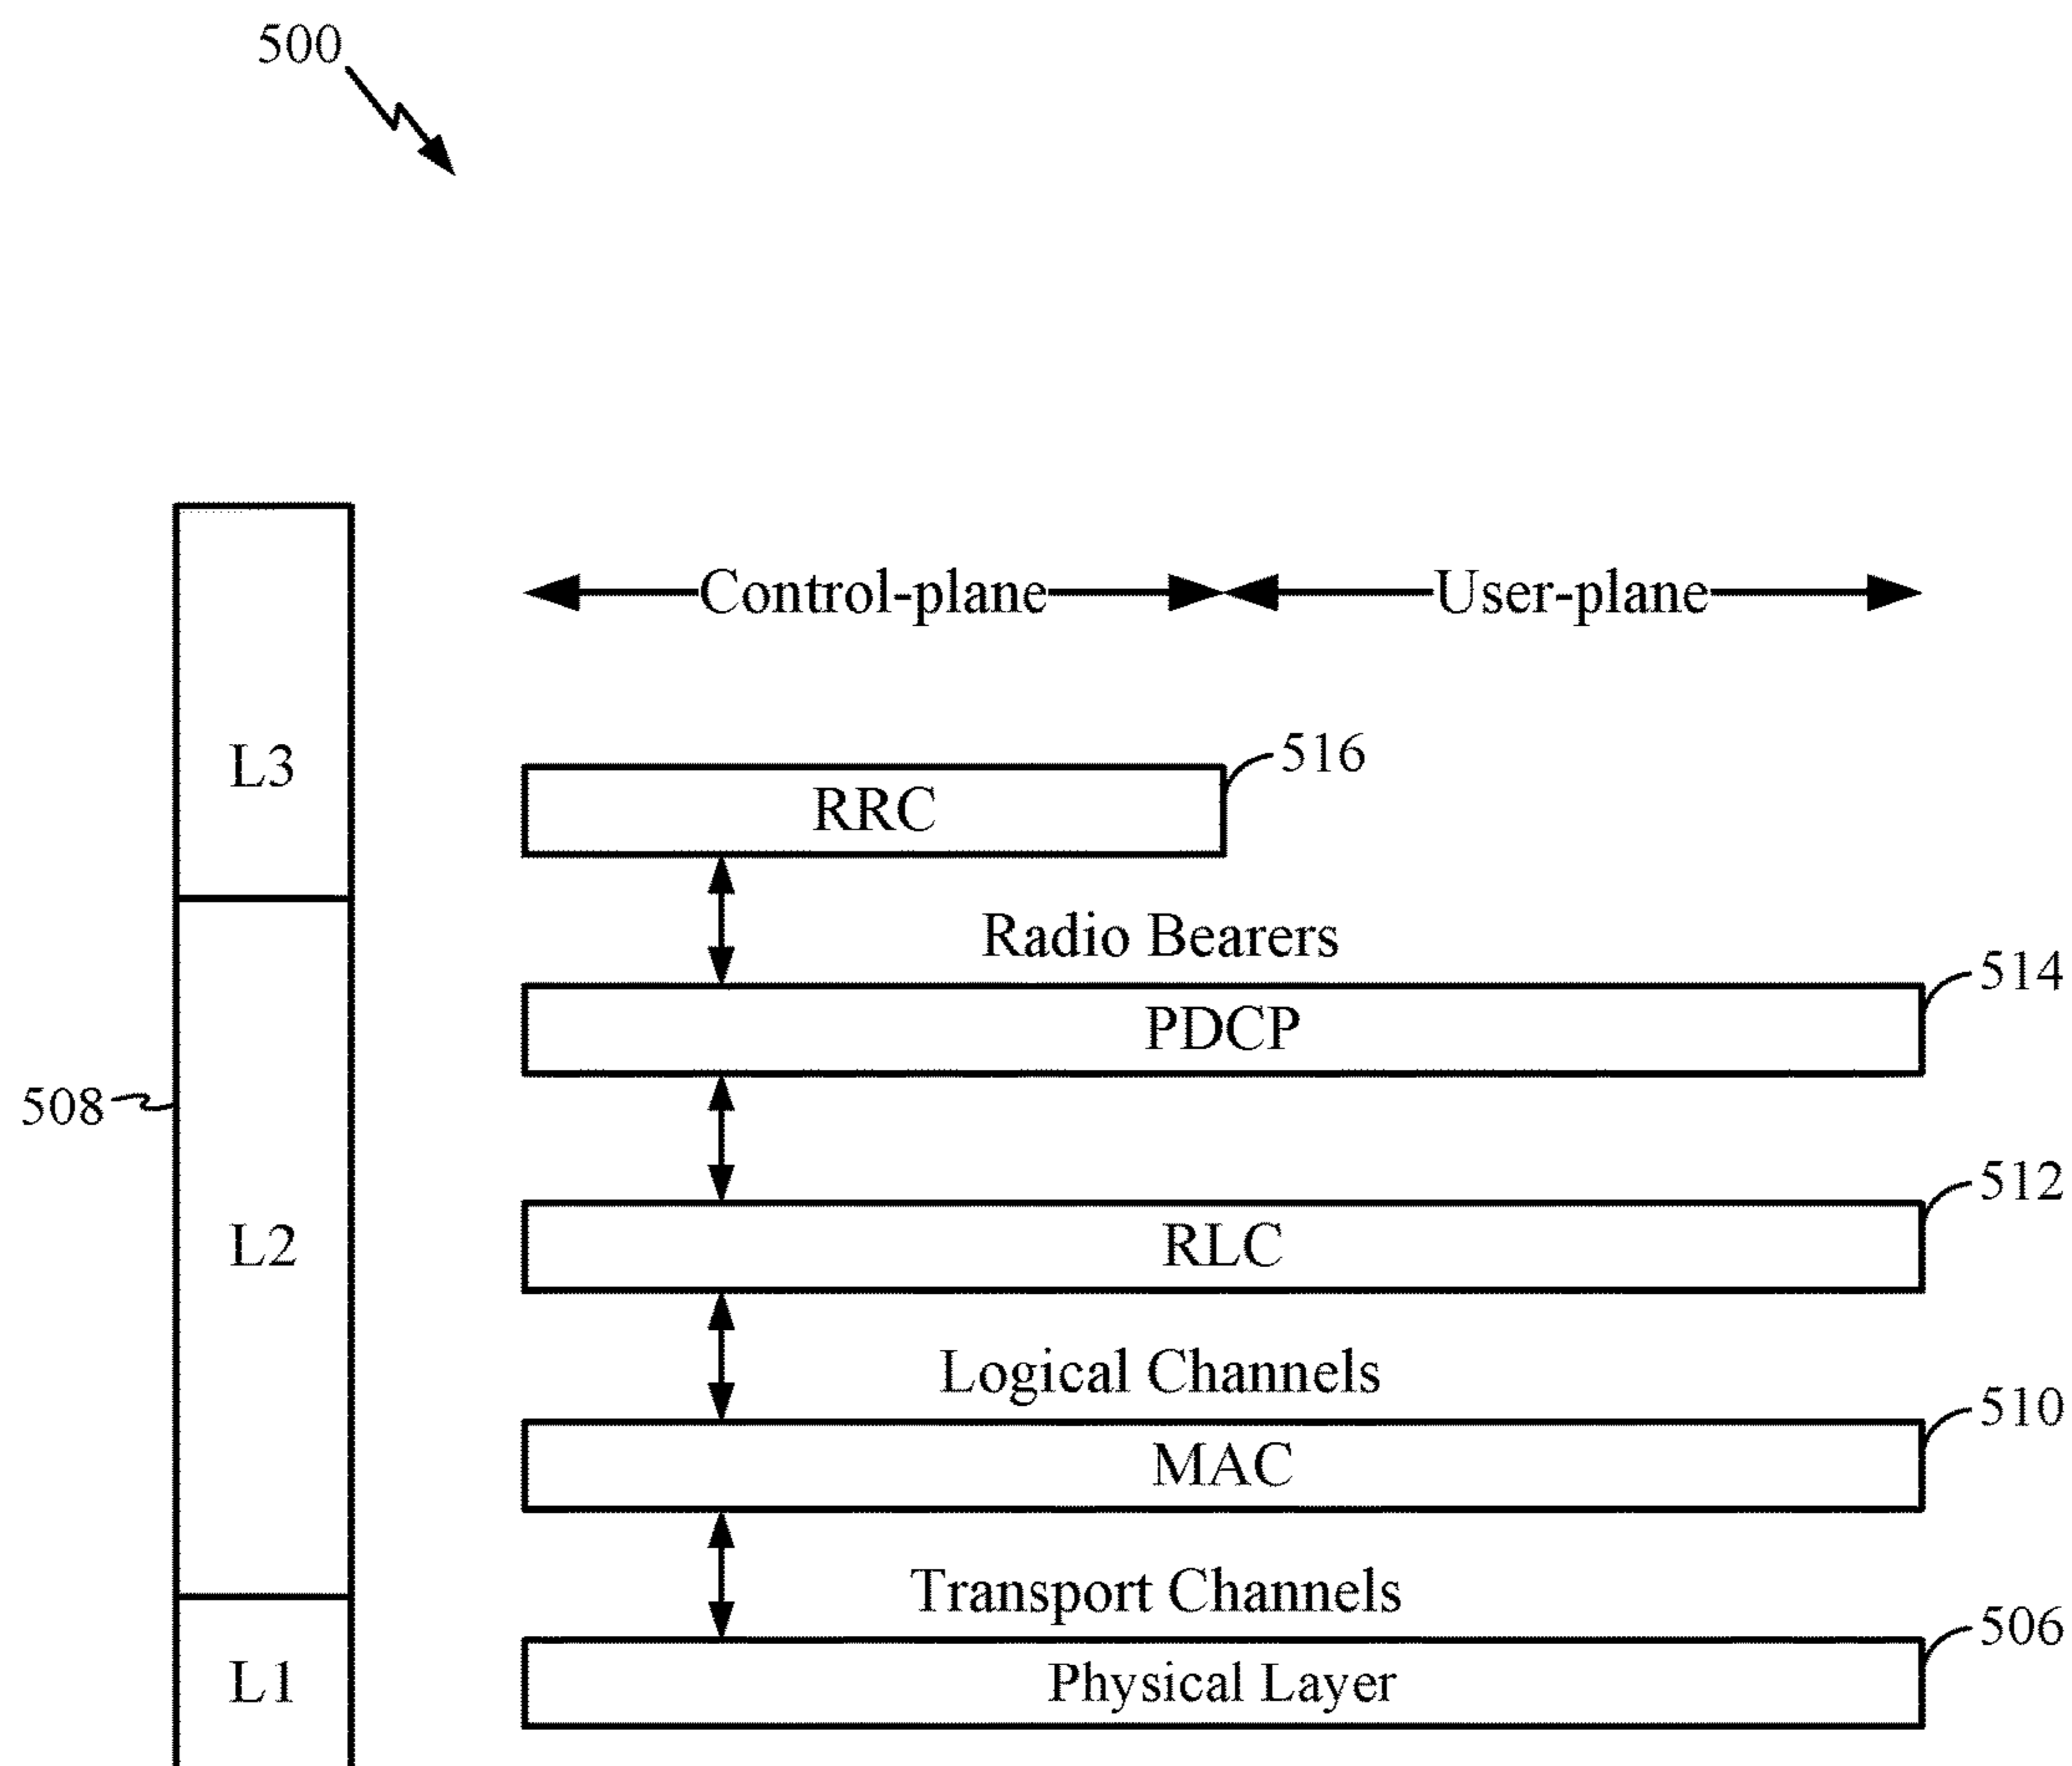 500
Control-plane User-plane
L3
516
RRC
Radio Bearers
514
PDCP
508
512
L2
RLC
Logical Channels
510
MAC
Transport Channels
506
L1
Physical Layer